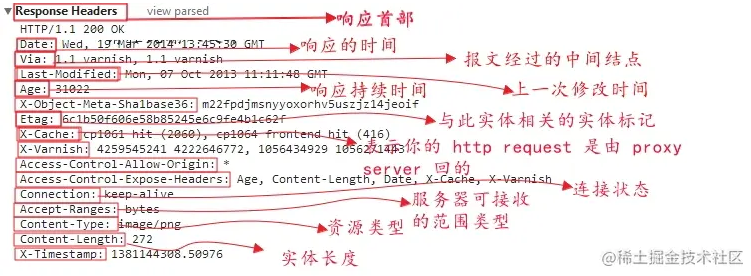 Response Headers view parsed 响应首部
HTTP/1.1 200 OK
Date: Wed, 19 Mar 2014 13:45:30 GMT 响应的时间
Via: 1.1 varnish, 1.1 varnish 报文经过的中间结点
Last-Modified: Mon, 07 Oct 2013 11:11:48 GMT
Age: 31022 响应持续时间 上一次修改时间
X-Object-Meta-Sha1base36: m22fpdjmsnyyoxorhv5uszjz14jeoif
Etag: 6c1b50f606e58b85245e6c9fe4b1c62f 与此实体相关的实体标记
X-Cache: cp1061 hit (2060), cp1064 frontend hit (416)
X-Varnish: 4259545241 4222646772, 1056434929 表示你的 http request 是由 proxy
Access-Control-Allow-Origin: * server 回的
Access-Control-Expose-Headers: Age, Content-Length, Date, X-Cache, X-Varnish
Connection: keep-alive 连接状态
Accept-Ranges: bytes 服务器可接收
Content-Type: image/png 资源类型 的范围类型
Content-Length: 272
X-Timestamp: 1381144308.50976 实体长度
@稀土掘金技术社区